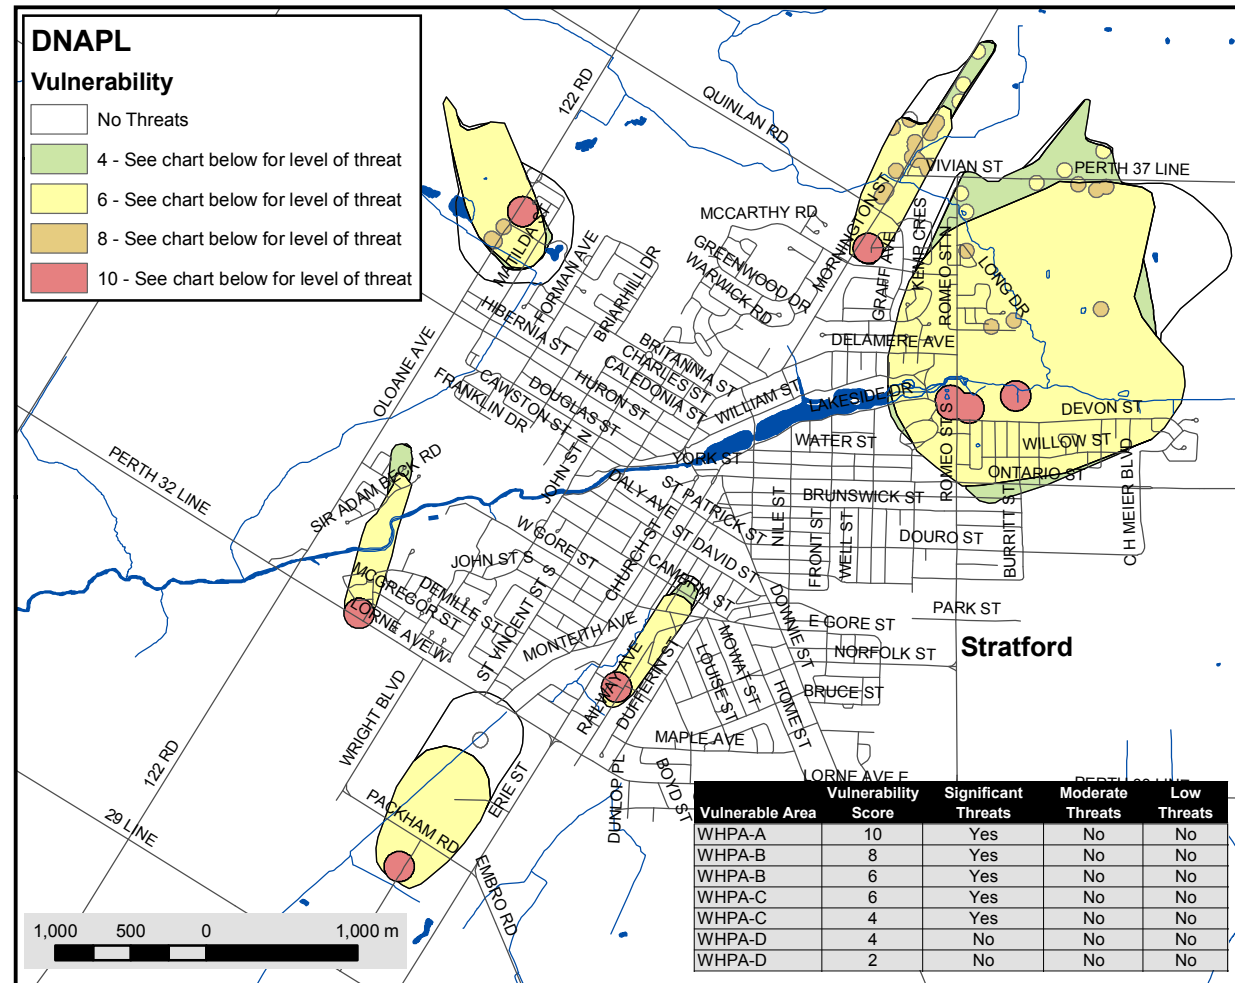 DNAPL
Vulnerability
No Threats
4 - See chart below for level of threat
6 - See chart below for level of threat
8 - See chart below for level of threat
10 - See chart below for level of threat
122 RD
QUINLAN RD
VIVIAN ST
PERTH 37 LINE
MCCARTHY RD
MORNINGTON ST
KEMP CRES
GRAFF AVE
ROMEO ST N
LONG DR
MATILDA ST
FORMAN AVE
BRIARHILL DR
GREENWOOD DR
WARWICK RD
HIBERNIA ST
DELAMERE AVE
BRITANNIA ST
CHARLES ST
CALEDONIA ST
HURON ST
DOUGLAS ST
CAWSTON ST
FRANKLIN DR
OLOANE AVE
WILLIAM ST
LAKESIDE DR
DEVON ST
WILLOW ST
WATER ST
YORK ST
ONTARIO ST
ROMEO ST S
JOHN ST N
PERTH 32 LINE
SIR ADAM BECK RD
DALY AVE
ST PATRICK ST
BRUNSWICK ST
NILE ST
FRONT ST
WELL ST
DOURO ST
BURRITT ST
C H MEIER BLVD
W GORE ST
ST DAVID ST
JOHN ST S
CHURCH ST
CAMBRIA ST
MCGREGOR ST
DEMILLE ST
LORNE AVE W
ST VINCENT ST S
MONTEITH AVE
DOWNIE ST
PARK ST
E GORE ST
NORFOLK ST
Stratford
RAILWAY AVE
DUFFERIN ST
LOUISE ST
MOWAT ST
HOME ST
BRUCE ST
WRIGHT BLVD
MAPLE AVE
BOYD ST
DUNLOP PL
LORNE AVE E
122 RD
29 LINE
PACKHAM RD
ERIE ST
EMBRO RD
Vulnerable Area Vulnerability Score Significant Threats Moderate Threats Low Threats
WHPA-A 10 Yes No No
WHPA-B 8 Yes No No
WHPA-B 6 Yes No No
WHPA-C 6 Yes No No
WHPA-C 4 Yes No No
WHPA-D 4 No No No
WHPA-D 2 No No No
1,000 500 0 1,000 m